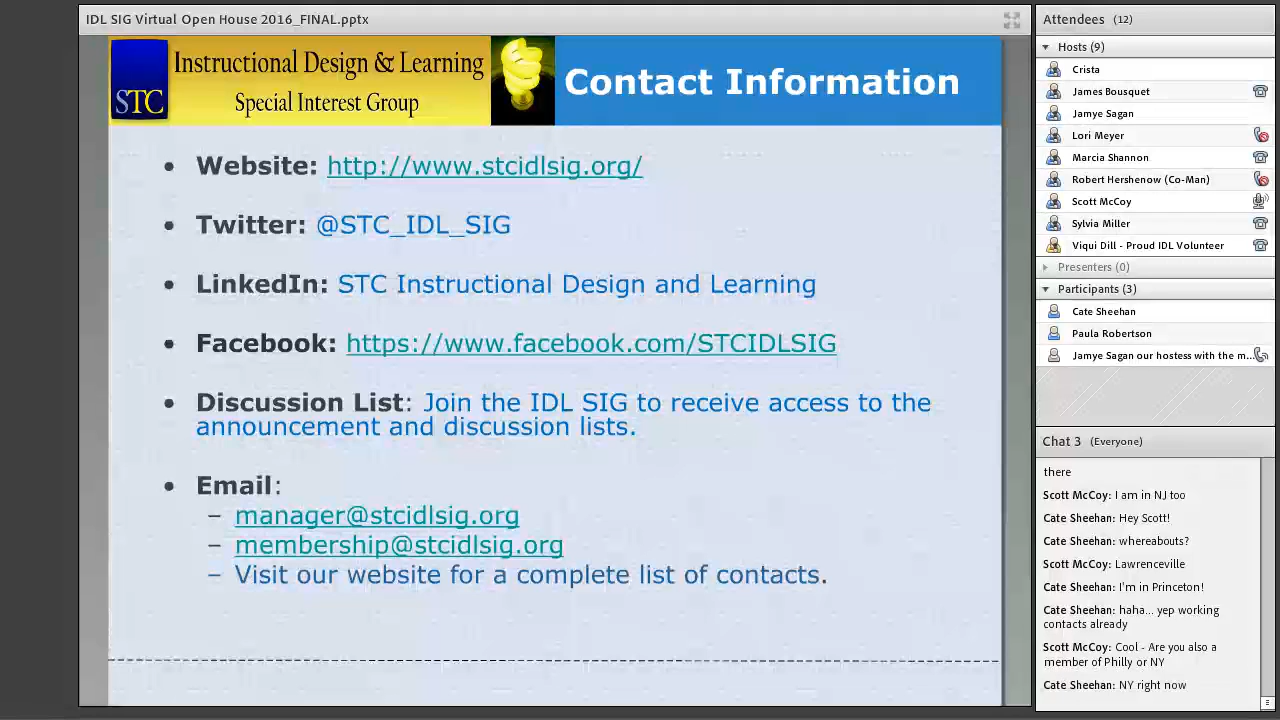 IDL SIG Virtual Open House 2016_FINAL.pptx
STC
Instructional Design & Learning
Special Interest Group
Contact Information
• Website: http://www.stcidlsig.org/
• Twitter: @STC_IDL_SIG
• LinkedIn: STC Instructional Design and Learning
• Facebook: https://www.facebook.com/STCIDLSIG
• Discussion List: Join the IDL SIG to receive access to the
announcement and discussion lists.
• Email:
– manager@stcidlsig.org
– membership@stcidlsig.org
– Visit our website for a complete list of contacts.
Attendees (12)
Hosts (9)
Crista
James Bousquet
Jamye Sagan
Lori Meyer
Marcia Shannon
Robert Hershenow (Co-Man)
Scott McCoy
Sylvia Miller
Viqui Dill - Proud IDL Volunteer
Presenters (0)
Participants (3)
Cate Sheehan
Paula Robertson
Jamye Sagan our hostess with the m...
Chat 3 (Everyone)
there
Scott McCoy: I am in NJ too
Cate Sheehan: Hey Scott!
Cate Sheehan: whereabouts?
Scott McCoy: Lawrenceville
Cate Sheehan: I'm in Princeton!
Cate Sheehan: haha... yep working
contacts already
Scott McCoy: Cool - Are you also a
member of Philly or NY
Cate Sheehan: NY right now